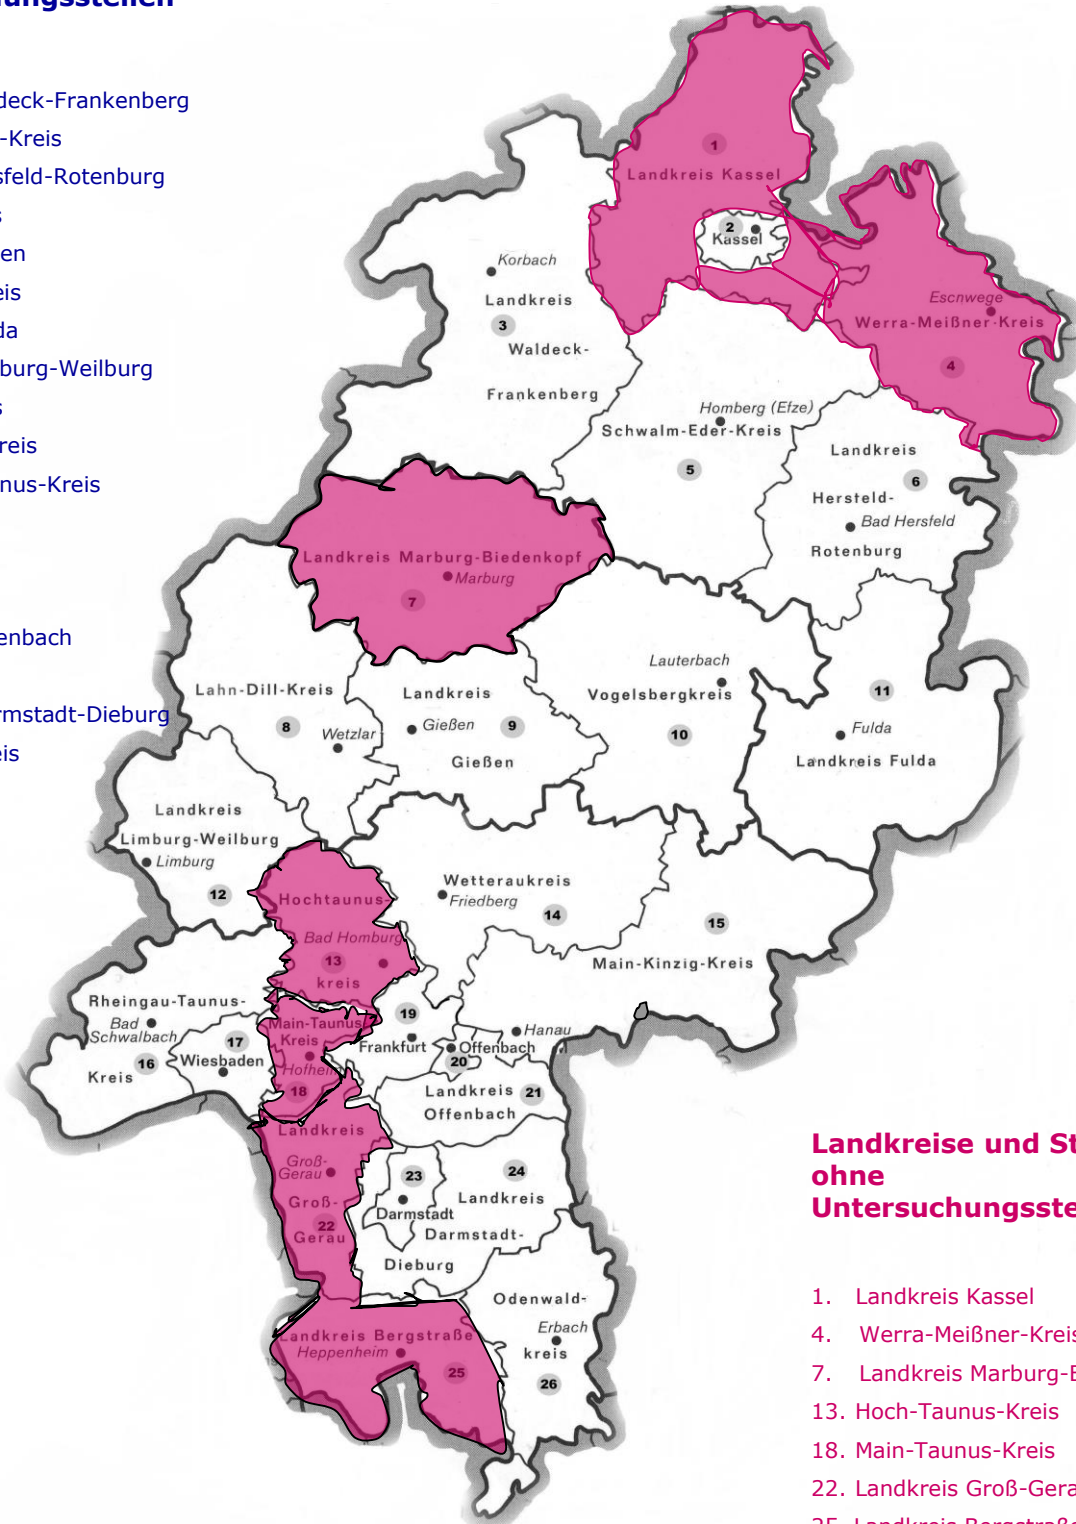 deck-Frankenberg
-Kreis
sfeld-Rotenburg
s
en
eis
da
burg-Weilburg
s
reis
nus-Kreis
enbach
rmstadt-Dieburg
eis
1
Landkreis Kassel
2
Kassel
Korbach
Landkreis
3
Waldeck-
Frankenberg
Eschwege
Werra-Meißner-Kreis
4
Homberg (Efze)
Schwalm-Eder-Kreis
5
Landkreis
6
Hersfeld-
Bad Hersfeld
Rotenburg
Landkreis Marburg-Biedenkopf
Marburg
7
Lahn-Dill-Kreis
8
Wetzlar
Landkreis
Gießen
9
Gießen
Lauterbach
Vogelsbergkreis
10
11
Fulda
Landkreis Fulda
Landkreis
Limburg-Weilburg
Limburg
12
Hochtaunus-
Bad Homburg
13
kreis
Wetteraukreis
Friedberg
14
15
Main-Kinzig-Kreis
Rheingau-Taunus-
Bad
Schwalbach
Kreis
16
17
Wiesbaden
Main-Taunus
Kreis
Hofheim
18
19
Frankfurt
Hanau
Offenbach
20
Landkreis
21
Offenbach
Landkreis
Groß-
Gerau
Groß-
22
Gerau
23
Darmstadt
24
Landkreis
Darmstadt-
Dieburg
Odenwald-
Erbach
kreis
26
Landkreis Bergstraße
Heppenheim
25
Landkreise und St
ohne
Untersuchungsste
1. Landkreis Kassel
4. Werra-Meißner-Kreis
7. Landkreis Marburg-B
13. Hoch-Taunus-Kreis
18. Main-Taunus-Kreis
22. Landkreis Groß-Gera
25. Landkreis Bergstraße